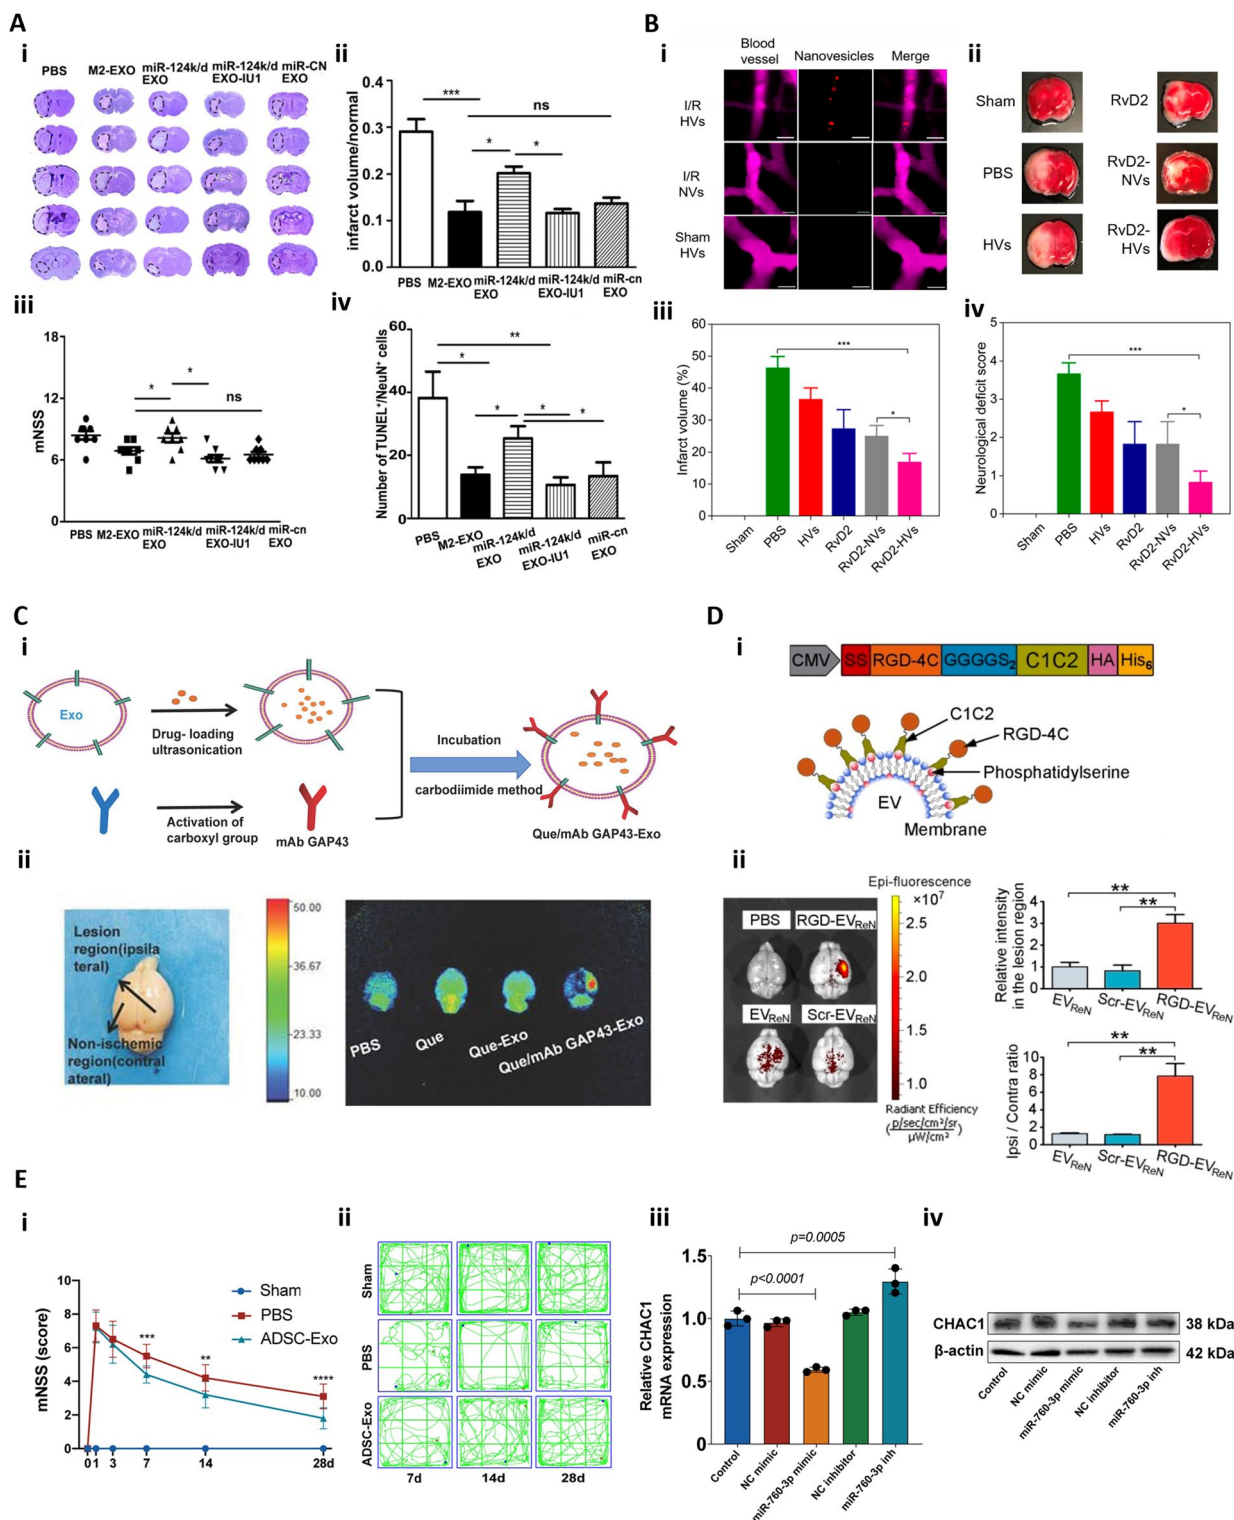 A
i
PBS
M2-EXO
miR-124k/d
EXO
miR-124k/d
EXO-IU1
miR-CN
EXO
ii
infarct volume/normal
0.4
0.3
0.2
0.1
0.0
***
ns
*
*
PBS
M2-EXO
miR-124k/d
EXO
miR-124k/d
EXO-IU1
miR-cn
EXO
iii
mNSS
18
12
6
0
*
*
ns
PBS
M2-EXO
miR-124k/d
EXO
miR-124k/d
EXO-IU1
miR-cn
EXO
iv
Number of TUNEL+/NeuN+ cells
60
40
20
0
**
*
*
*
*
PBS
M2-EXO
miR-124k/d
EXO
miR-124k/d
EXO-IU1
miR-cn
EXO
B
i
Blood
vessel
Nanovesicles
Merge
I/R
HVs
I/R
NVs
Sham
HVs
ii
Sham
RvD2
PBS
RvD2-
NVs
HVs
RvD2-
HVs
iii
Infarct volume (%)
60
50
40
30
20
10
0
***
*
Sham
PBS
HVs
RvD2
RvD2-NVs
RvD2-HVs
iv
Neurological deficit score
5
4
3
2
1
0
***
*
Sham
PBS
HVs
RvD2
RvD2-NVs
RvD2-HVs
C
i
Exo
Drug- loading
ultrasonication
Activation of
carboxyl group
mAb GAP43
Incubation
carbodiimide method
Que/mAb GAP43-Exo
ii
Lesion
region(ipsila
teral)
Non-ischemic
region(contral
ateral)
50.00
36.67
23.33
10.00
PBS
Que
Que-Exo
Que/mAb GAP43-Exo
D
i
CMV
SS
RGD-4C
GGGGS2
C1C2
HA
His6
C1C2
RGD-4C
Phosphatidylserine
EV
Membrane
ii
PBS
RGD-EVReN
EVReN
Scr-EVReN
Epi-fluorescence
×10⁷
2.5
2.0
1.5
1.0
Radiant Efficiency
(p/sec/cm²/sr
µW/cm²)
Relative intensity
in the lesion region
4
3
2
1
0
**
**
EVReN
Scr-EVReN
RGD-EVReN
Ipsi / Contra ratio
10
8
6
4
2
0
**
**
EVReN
Scr-EVReN
RGD-EVReN
E
i
mNSS (score)
10
8
6
4
2
0
Sham
PBS
ADSC-Exo
***
**
****
0
1
3
7
14
28d
ii
Sham
PBS
ADSC-Exo
7d
14d
28d
iii
Relative CHAC1
mRNA expression
1.5
1.0
0.5
0.0
p=0.0005
p<0.0001
Control
NC mimic
miR-760-3p mimic
NC inhibitor
miR-760-3p inh
iv
CHAC1
38 kDa
β-actin
42 kDa
Control
NC mimic
miR-760-3p mimic
NC inhibitor
miR-760-3p inh